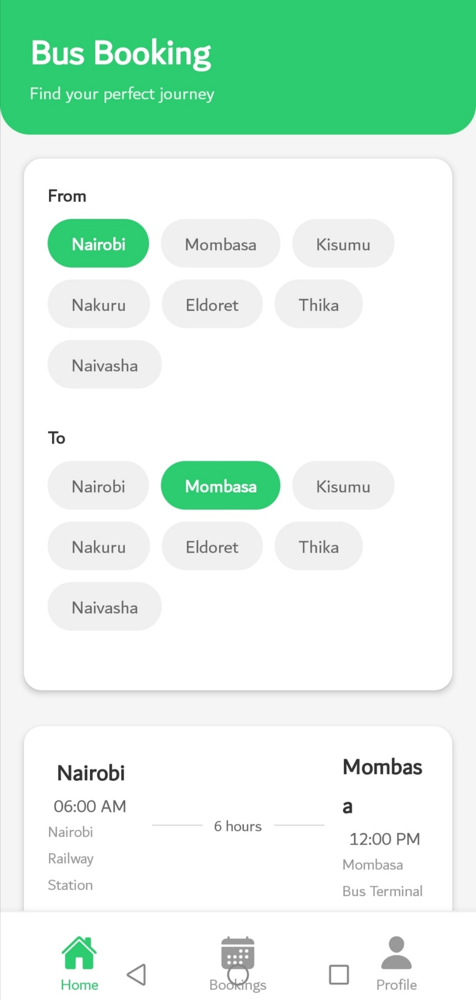 Bus Booking
Find your perfect journey
From
Nairobi Mombasa Kisumu
Nakuru Eldoret Thika
Naivasha
To
Nairobi Mombasa Kisumu
Nakuru Eldoret Thika
Naivasha
Nairobi
06:00 AM
Nairobi
Railway
Station
6 hours
Mombas
a
12:00 PM
Mombasa
Bus Terminal
Home Bookings Profile